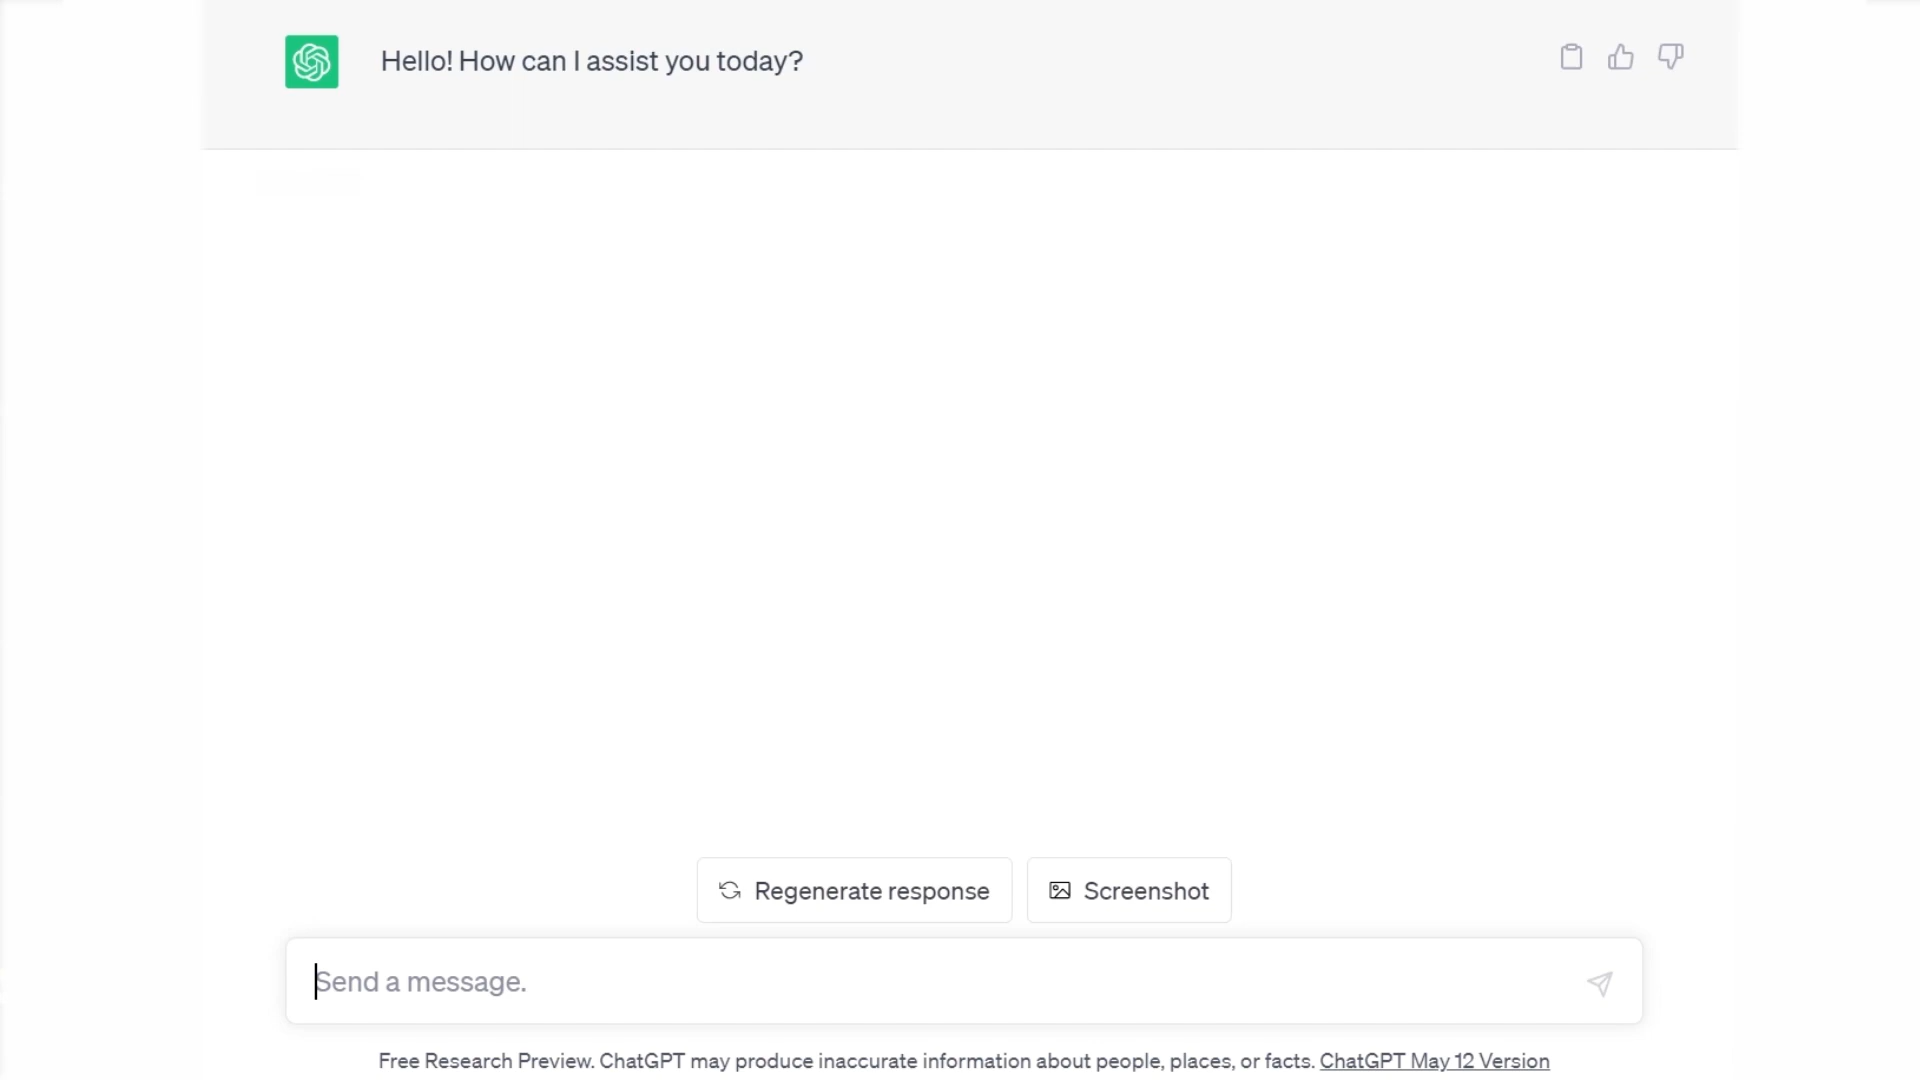 Hello! How can I assist you today?
Regenerate response
Screenshot
Send a message.
Free Research Preview. ChatGPT may produce inaccurate information about people, places, or facts. ChatGPT May 12 Version